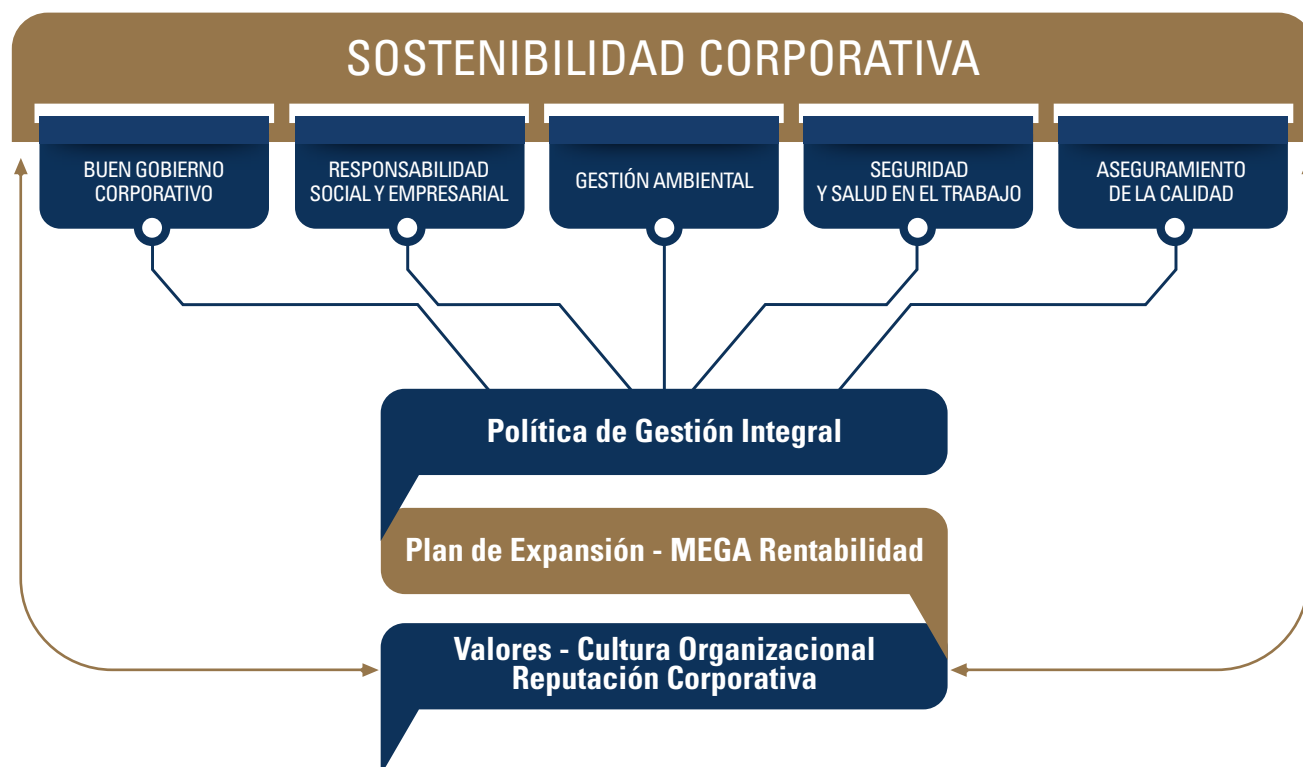 SOSTENIBILIDAD CORPORATIVA
BUEN GOBIERNO
CORPORATIVO
RESPONSABILIDAD
SOCIAL Y EMPRESARIAL
GESTIÓN AMBIENTAL
SEGURIDAD
Y SALUD EN EL TRABAJO
ASEGURAMIENTO
DE LA CALIDAD
Política de Gestión Integral
Plan de Expansión - MEGA Rentabilidad
Valores - Cultura Organizacional
Reputación Corporativa